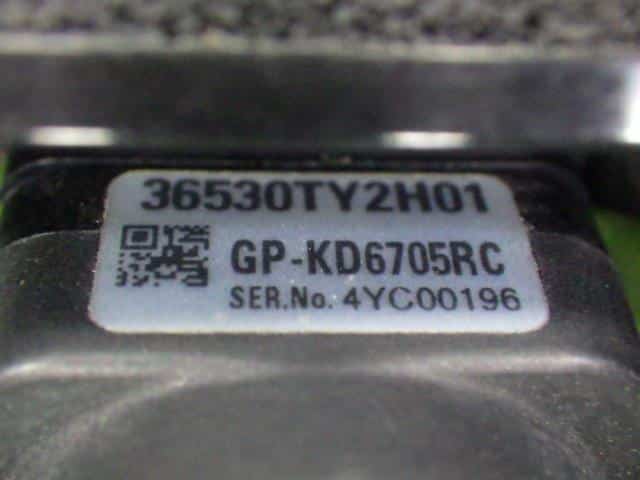 36530TY2H01
GP-KD6705RC
SER.No. 4YC00196